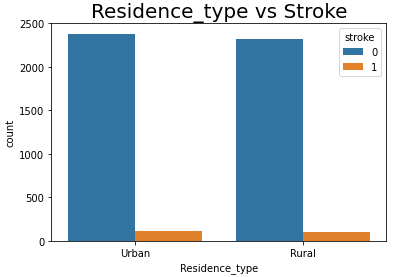 Residence_type vs Stroke
stroke
0
1
2500
2000
1500
1000
500
0
count
Urban
Rural
Residence_type